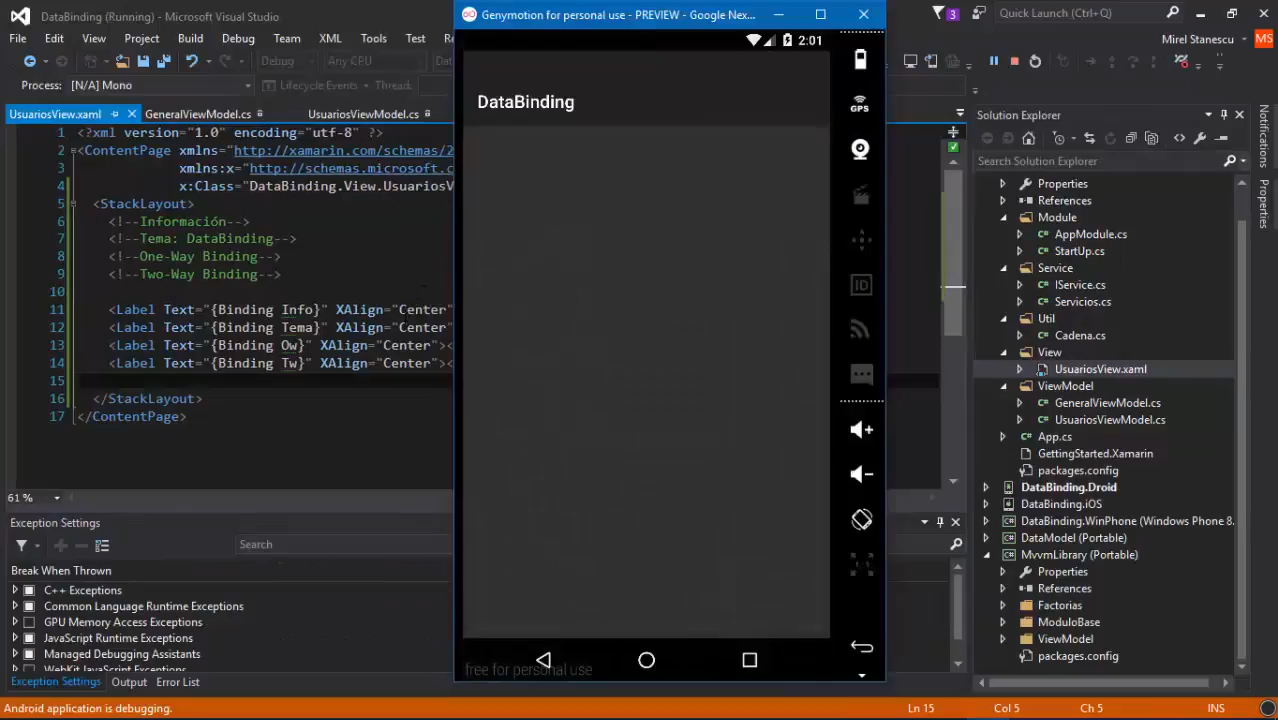 DataBinding (Running) - Microsoft Visual Studio
Genymotion for personal use - PREVIEW - Google Nex...
3
Quick Launch (Ctrl+Q)
File Edit View Project Build Debug Team XML Tools Test
Mirel Stanescu
MS
Debug
Any CPU
Process: [N/A] Mono
Lifecycle Events
Thread:
2:01
UsuariosView.xaml
GeneralViewModel.cs
UsuariosViewModel.cs
1 <?xml version="1.0" encoding="utf-8" ?>
2 <ContentPage xmlns="http://xamarin.com/schemas/2
3 xmlns:x="http://schemas.microsoft.c
4 x:Class="DataBinding.View.UsuariosV
5 <StackLayout>
6 <!--Información-->
7 <!--Tema: DataBinding-->
8 <!--One-Way Binding-->
9 <!--Two-Way Binding-->
10
11 <Label Text="{Binding Info}" XAlign="Center"
12 <Label Text="{Binding Tema}" XAlign="Center"
13 <Label Text="{Binding Ow}" XAlign="Center"><
14 <Label Text="{Binding Tw}" XAlign="Center"><
15
16 </StackLayout>
17 </ContentPage>
61 %
DataBinding
GPS
ID
free for personal use
Solution Explorer
Search Solution Explorer
Properties
References
Module
AppModule.cs
StartUp.cs
Service
IService.cs
Servicios.cs
Util
Cadena.cs
View
UsuariosView.xaml
ViewModel
GeneralViewModel.cs
UsuariosViewModel.cs
App.cs
GettingStarted.Xamarin
packages.config
DataBinding.Droid
DataBinding.iOS
DataBinding.WinPhone (Windows Phone 8.
DataModel (Portable)
MvvmLibrary (Portable)
Properties
References
Factorias
ModuloBase
ViewModel
packages.config
Notifications
Properties
Exception Settings
Search
Break When Thrown
C++ Exceptions
Common Language Runtime Exceptions
GPU Memory Access Exceptions
JavaScript Runtime Exceptions
Managed Debugging Assistants
WebKit JavaScript Exceptions
Exception Settings Output Error List
Android application is debugging.
Ln 15
Col 5
Ch 5
INS